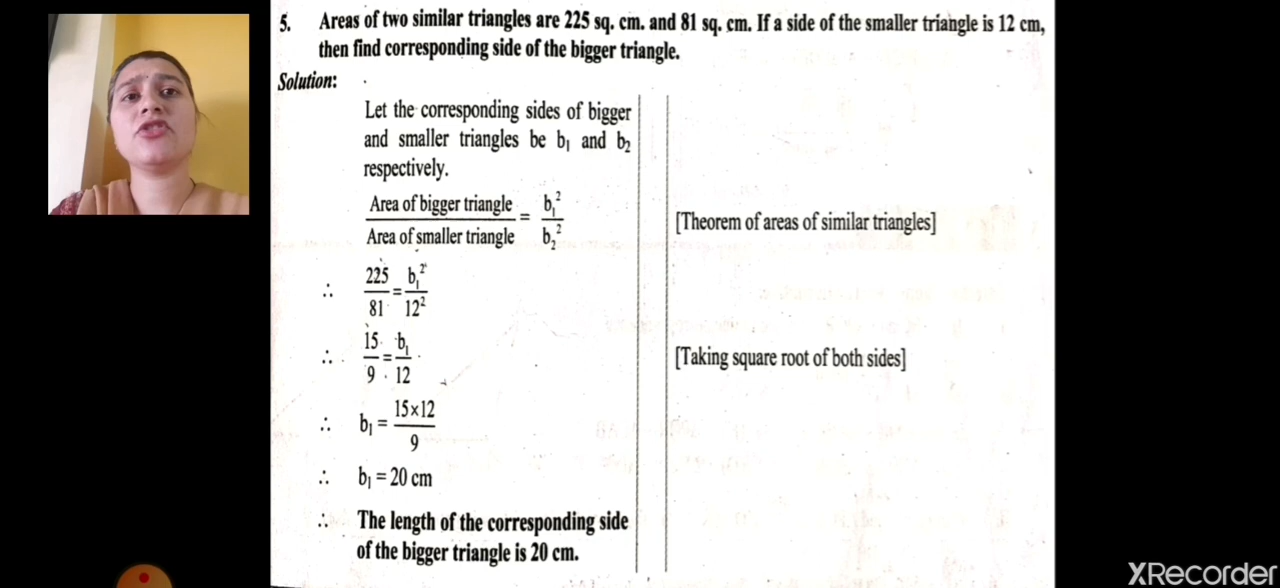 5. Areas of two similar triangles are 225 sq. cm. and 81 sq. cm. If a side of the smaller triangle is 12 cm,
then find corresponding side of the bigger triangle.
Solution:
Let the corresponding sides of bigger
and smaller triangles be b₁ and b₂
respectively.
Area of bigger triangle / Area of smaller triangle = b₁² / b₂² [Theorem of areas of similar triangles]
∴ 225 / 81 = b₁² / 12²
∴ 15 / 9 = b₁ / 12 [Taking square root of both sides]
∴ b₁ = 15×12 / 9
∴ b₁ = 20 cm
∴ The length of the corresponding side
of the bigger triangle is 20 cm.
XRecorder